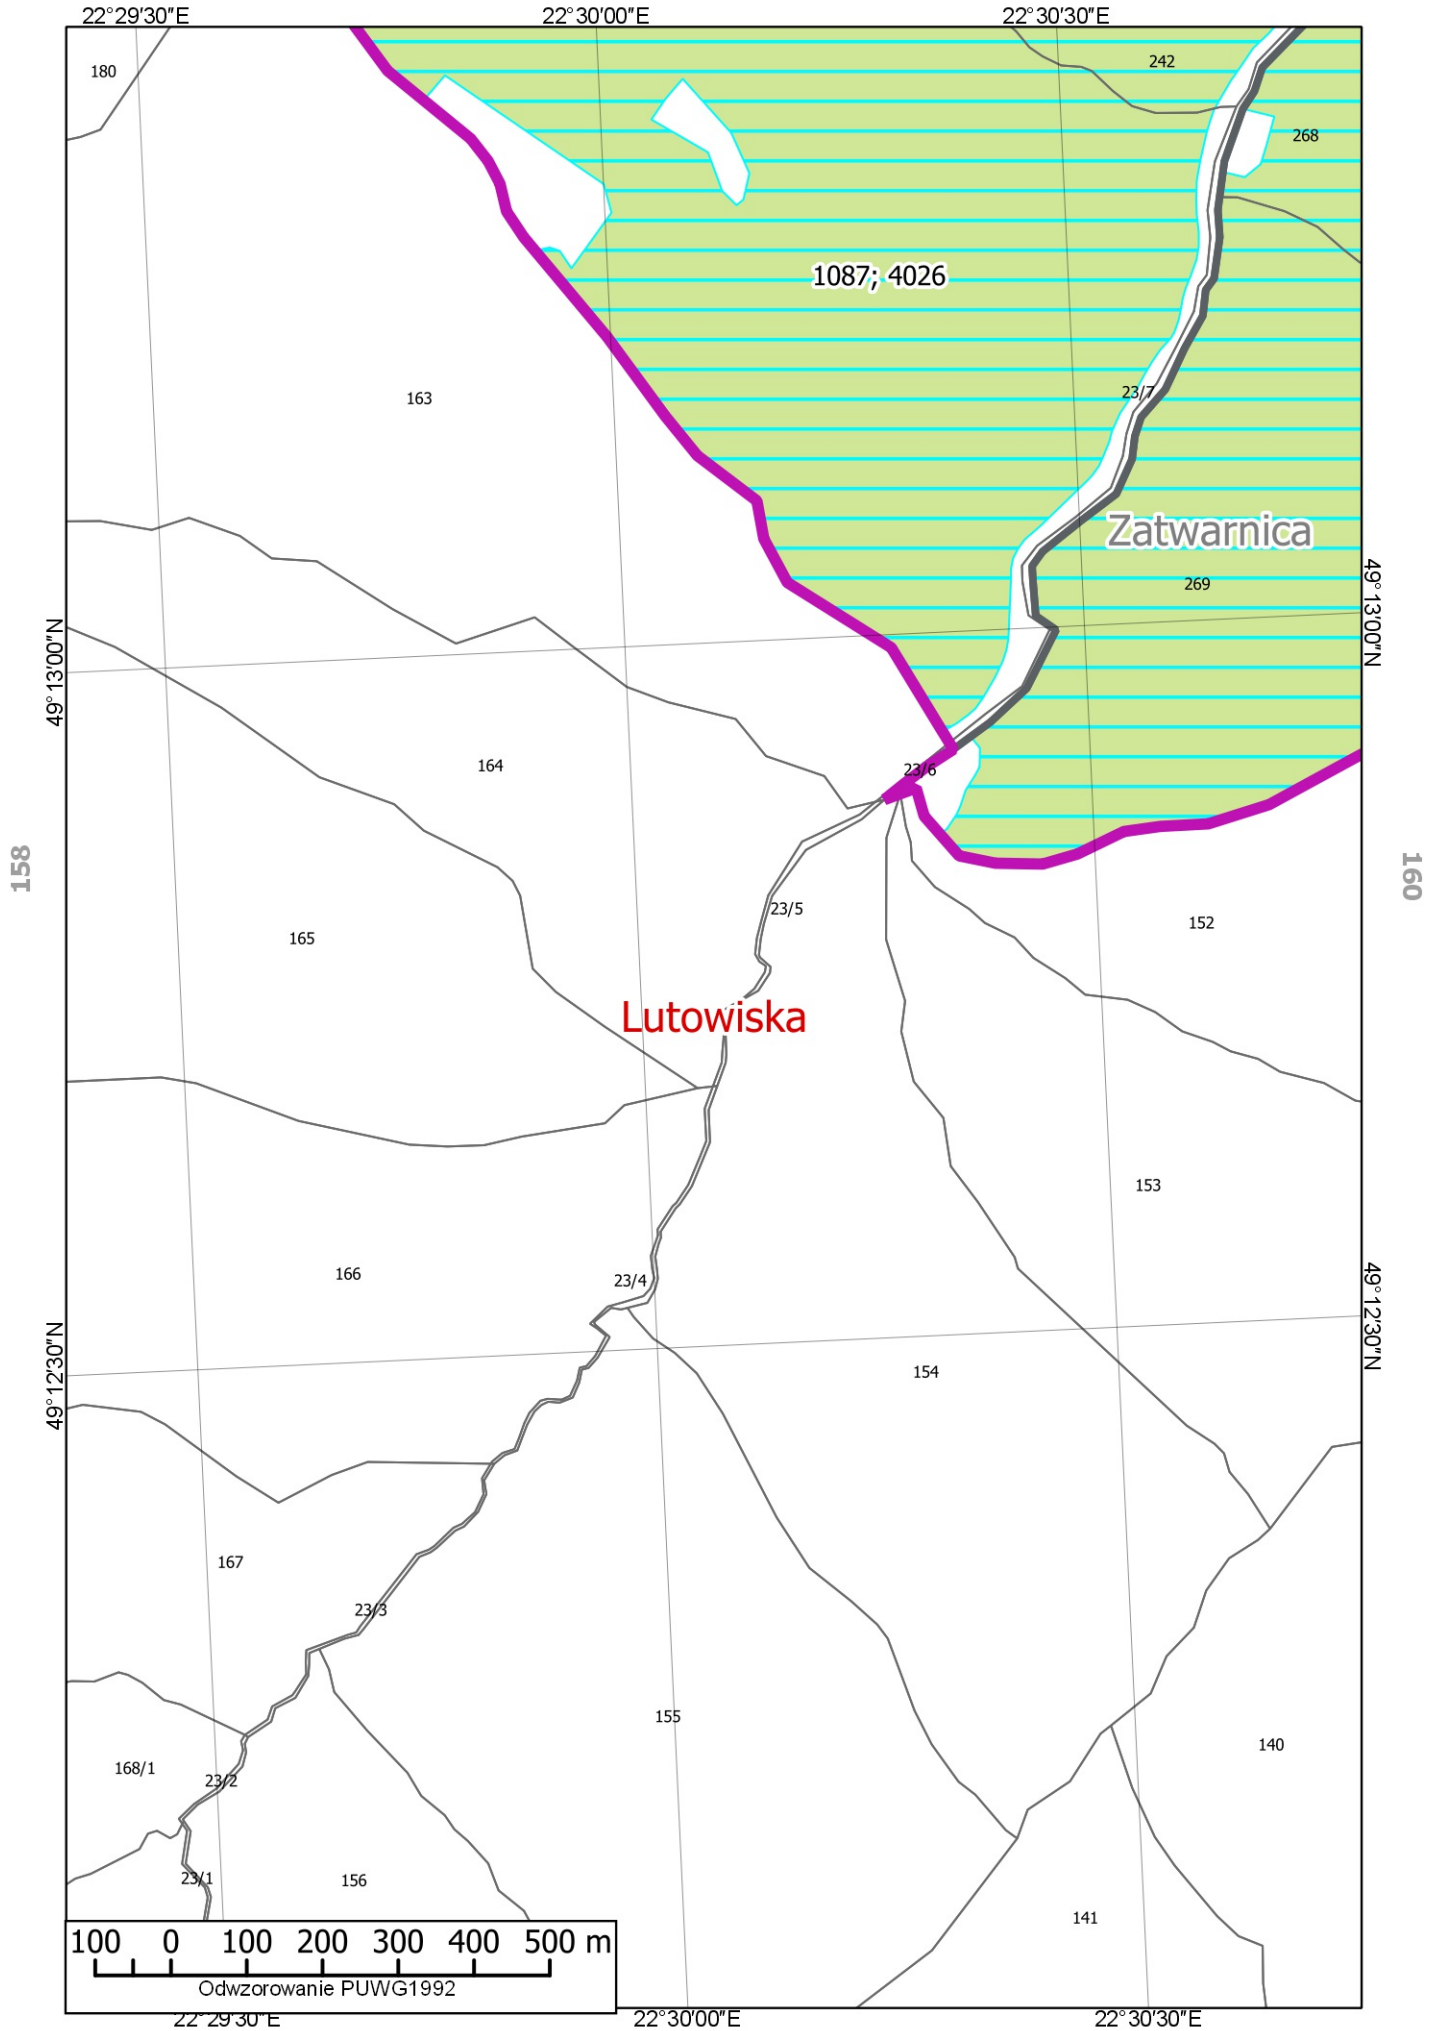 22°29'30"E
22°30'00"E
22°30'30"E
180
242
268
1087; 4026
163
23/7
Zatwarnica
269
49°13'00"N
49°13'00"N
164
23/6
158
160
23/5
152
165
Lutowiska
153
166
23/4
49°12'30"N
49°12'30"N
154
167
23/3
155
140
168/1
23/2
23/1
156
141
100 0 100 200 300 400 500 m
Odwzorowanie PUWG1992
22°29'30"E
22°30'00"E
22°30'30"E